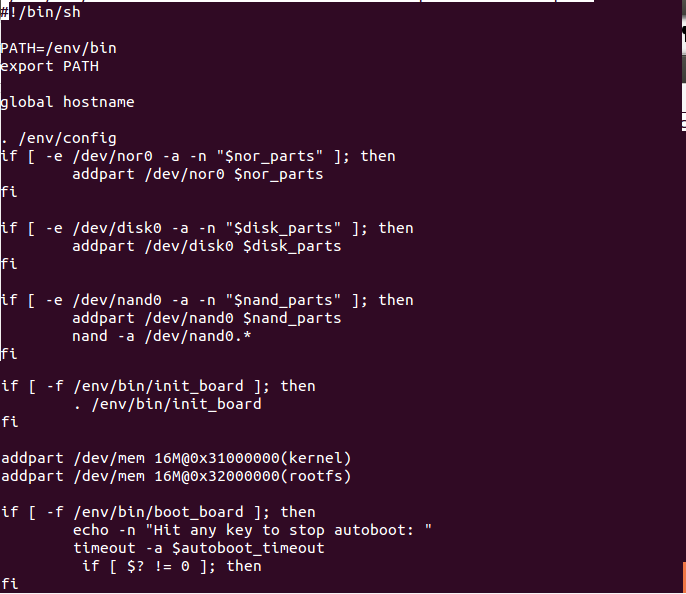 #!/bin/sh
PATH=/env/bin
export PATH
global hostname
. /env/config
if [ -e /dev/nor0 -a -n "$nor_parts" ]; then
        addpart /dev/nor0 $nor_parts
fi
if [ -e /dev/disk0 -a -n "$disk_parts" ]; then
        addpart /dev/disk0 $disk_parts
fi
if [ -e /dev/nand0 -a -n "$nand_parts" ]; then
        addpart /dev/nand0 $nand_parts
        nand -a /dev/nand0.*
fi
if [ -f /env/bin/init_board ]; then
        . /env/bin/init_board
fi
addpart /dev/mem 16M@0x31000000(kernel)
addpart /dev/mem 16M@0x32000000(rootfs)
if [ -f /env/bin/boot_board ]; then
        echo -n "Hit any key to stop autoboot: "
        timeout -a $autoboot_timeout
         if [ $? != 0 ]; then
fi